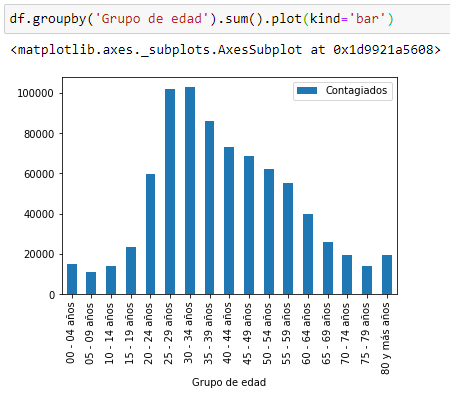 df.groupby('Grupo de edad').sum().plot(kind='bar')
<matplotlib.axes._subplots.AxesSubplot at 0x1d9921a5608>
Contagiados
100000
80000
60000
40000
20000
0
00 - 04 años
05 - 09 años
10 - 14 años
15 - 19 años
20 - 24 años
25 - 29 años
30 - 34 años
35 - 39 años
40 - 44 años
45 - 49 años
50 - 54 años
55 - 59 años
60 - 64 años
65 - 69 años
70 - 74 años
75 - 79 años
80 y más años
Grupo de edad